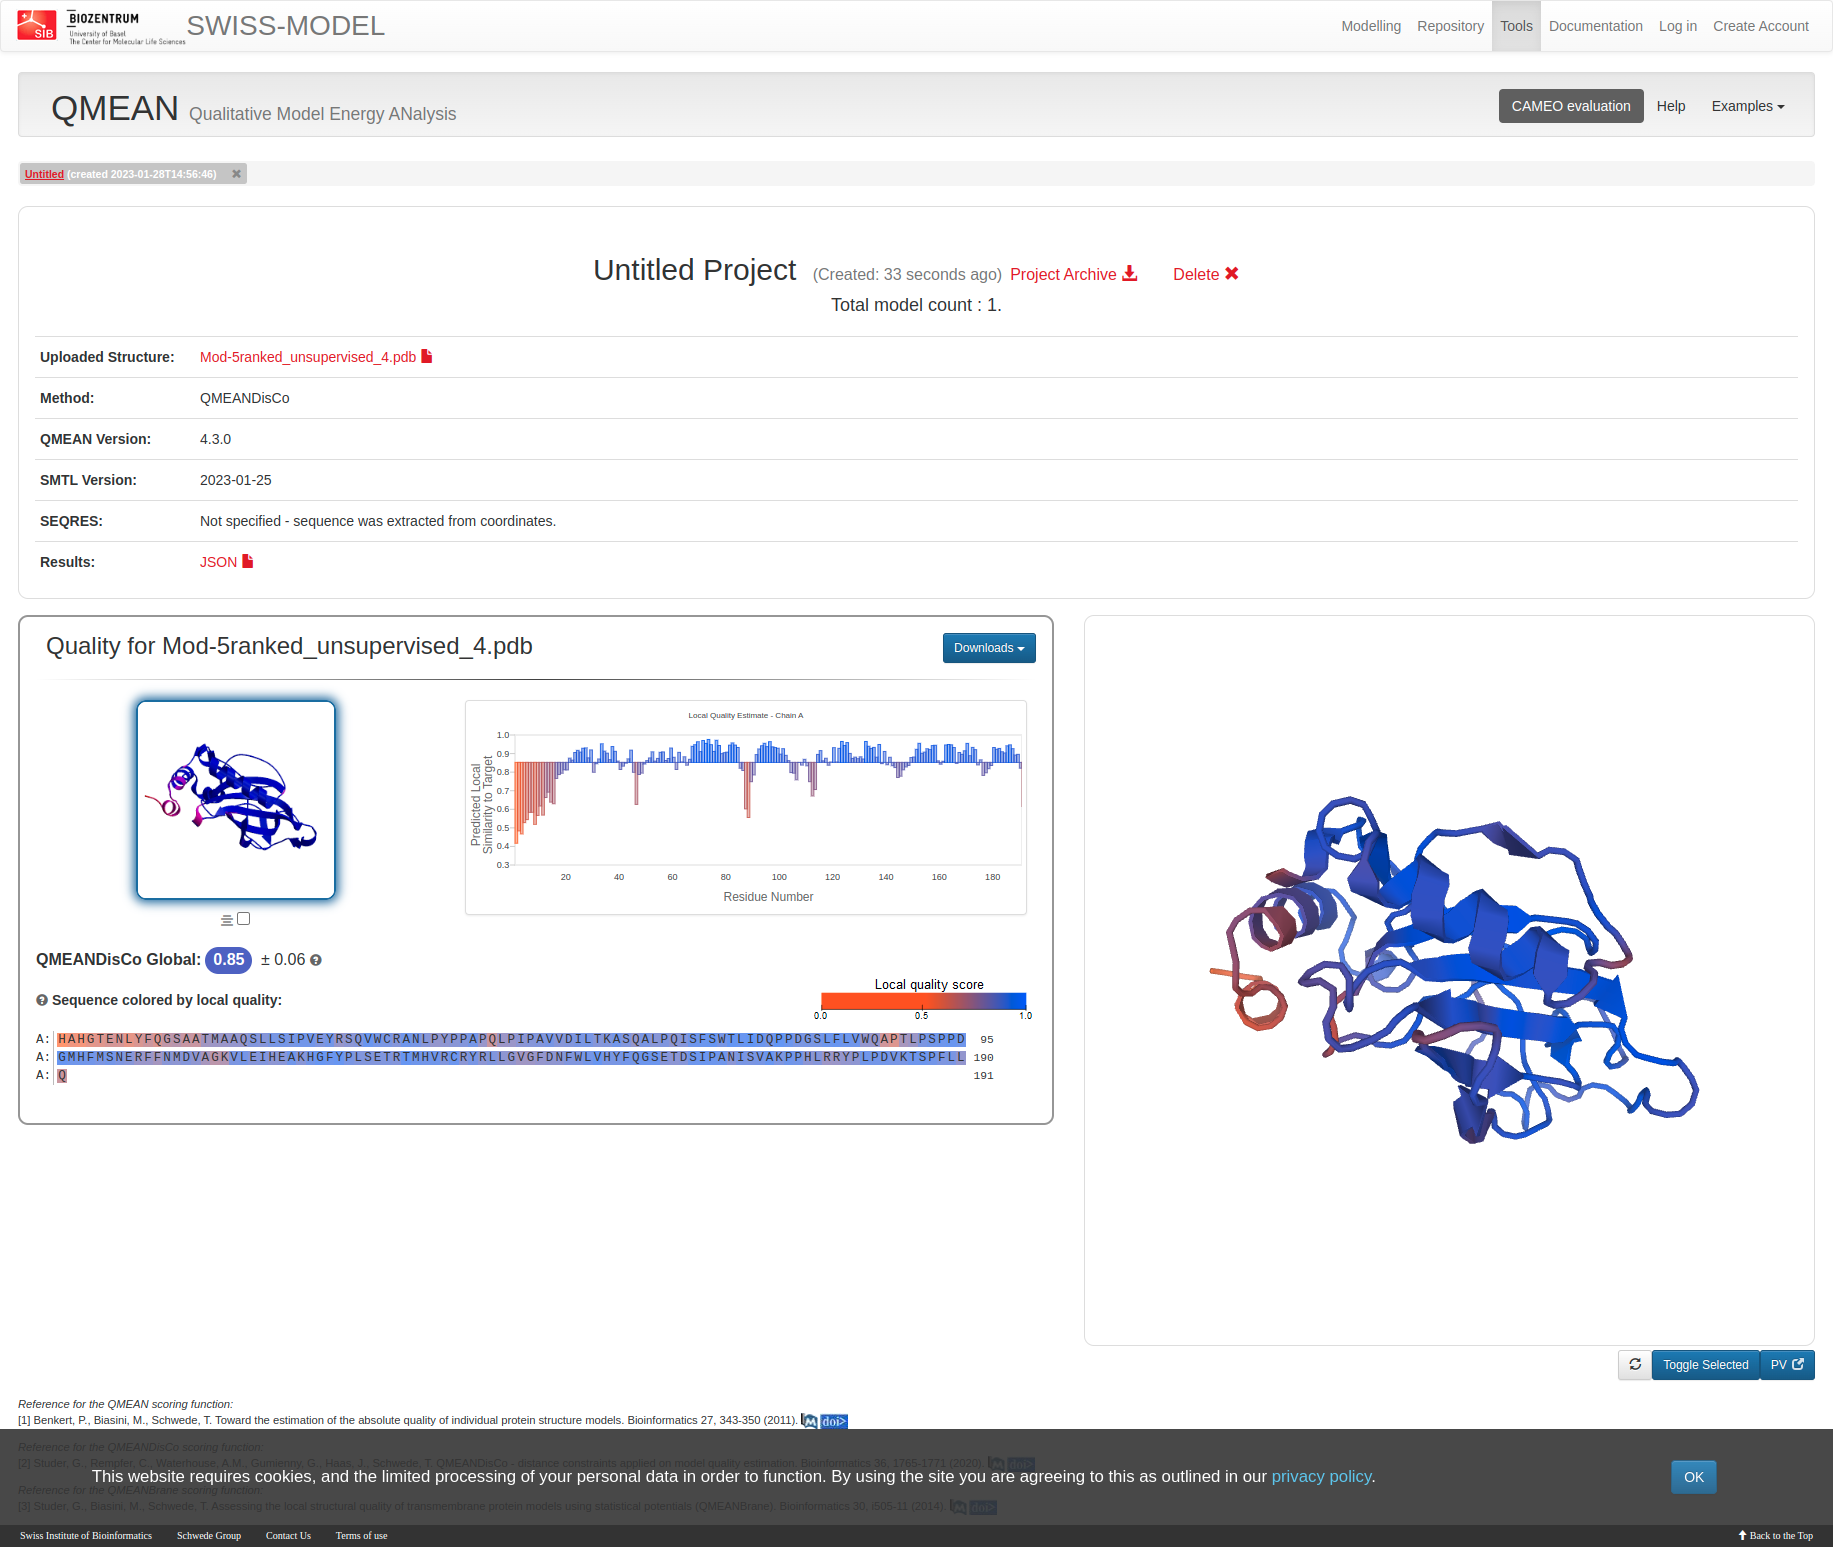 SIB
BIOZENTRUM
University of Basel
The Center for Molecular Life Sciences
SWISS-MODEL
Modelling Repository Tools Documentation Log in Create Account
QMEAN Qualitative Model Energy ANalysis
CAMEO evaluation Help Examples
Untitled (created 2023-01-28T14:56:46) ✖
Untitled Project (Created: 33 seconds ago) Project Archive Delete ✖
Total model count : 1.
Uploaded Structure: Mod-5ranked_unsupervised_4.pdb
Method: QMEANDisCo
QMEAN Version: 4.3.0
SMTL Version: 2023-01-25
SEQRES: Not specified - sequence was extracted from coordinates.
Results: JSON
Quality for Mod-5ranked_unsupervised_4.pdb
Downloads
Local Quality Estimate - Chain A
Predicted Local
Similarity to Target
1.0
0.9
0.8
0.7
0.6
0.5
0.4
0.3
20 40 60 80 100 120 140 160 180
Residue Number
QMEANDisCo Global: 0.85 ± 0.06
Sequence colored by local quality:
Local quality score
0.0 0.5 1.0
A: HAHGTENLYFQGSAATMAAQSLLSIPVEYRSQVWCRANLPYPPAPQLPIPAVVDILTKASQALPQISFSWTLIDQPPDGSLFLVWQAPTLPSPPD 95
A: GMHFMSNERFFNMDVAGKVLEIHEAKHGFYPLSETRTMHVRCRYRLLGVGFDNFWLVHYFQGSETDSIPANISVAKPPHLRRYPLPDVKTSPFLL 190
A: Q 191
Toggle Selected
PV
Reference for the QMEAN scoring function:
[1] Benkert, P., Biasini, M., Schwede, T. Toward the estimation of the absolute quality of individual protein structure models. Bioinformatics 27, 343-350 (2011). M doi>
Reference for the QMEANDisCo scoring function:
[2] Studer, G., Rempfer, C., Waterhouse, A.M., Gumienny, G., Haas, J., Schwede, T. QMEANDisCo - distance constraints applied on model quality estimation. Bioinformatics 36, 1765-1771 (2020). M doi>
This website requires cookies, and the limited processing of your personal data in order to function. By using the site you are agreeing to this as outlined in our privacy policy.
OK
Reference for the QMEANBrane scoring function:
[3] Studer, G., Biasini, M., Schwede, T. Assessing the local structural quality of transmembrane protein models using statistical potentials (QMEANBrane). Bioinformatics 30, i505-11 (2014). M doi>
Swiss Institute of Bioinformatics Schwede Group Contact Us Terms of use
Back to the Top